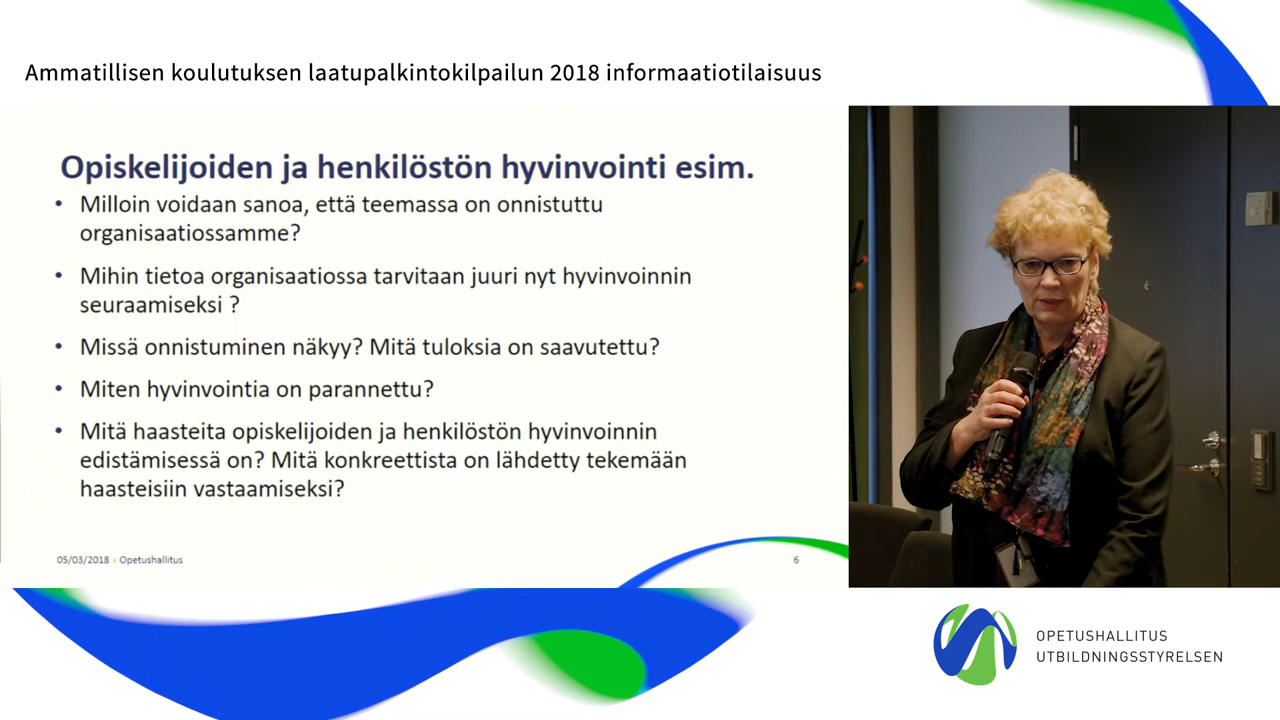 Ammatillisen koulutuksen laatupalkintokilpailun 2018 informaatiotilaisuus
Opiskelijoiden ja henkilöstön hyvinvointi esim.
• Milloin voidaan sanoa, että teemassa on onnistuttu
organisaatiossamme?
• Mihin tietoa organisaatiossa tarvitaan juuri nyt hyvinvoinnin
seuraamiseksi ?
• Missä onnistuminen näkyy? Mitä tuloksia on saavutettu?
• Miten hyvinvointia on parannettu?
• Mitä haasteita opiskelijoiden ja henkilöstön hyvinvoinnin
edistämisessä on? Mitä konkreettista on lähdetty tekemään
haasteisiin vastaamiseksi?
05/03/2018 Opetushallitus
6
OPETUSHALLITUS
UTBILDNINGSSTYRELSEN